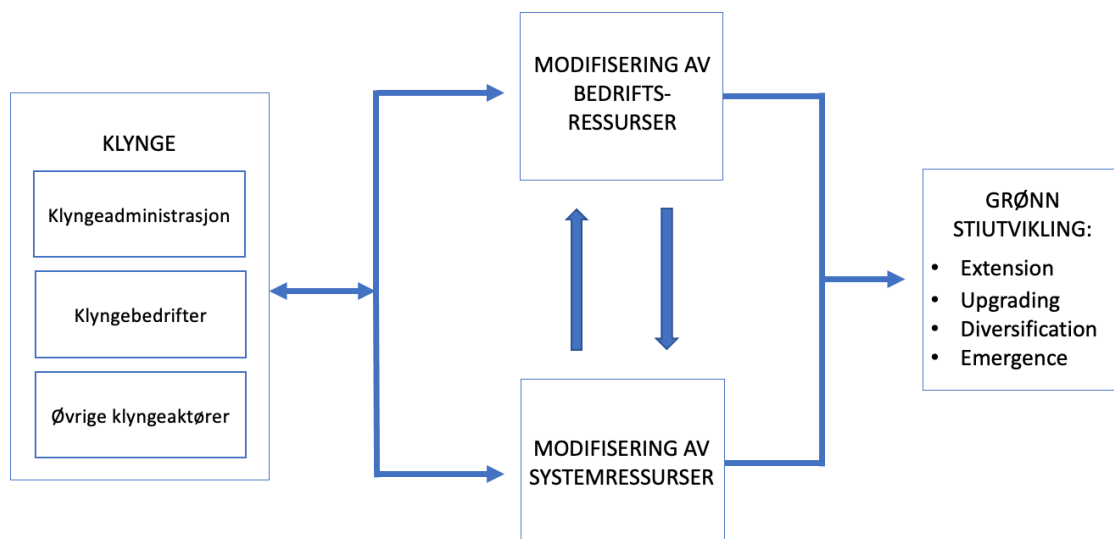 KLYNGE
Klyngeadministrasjon
Klyngebedrifter
Øvrige klyngeaktører
MODIFISERING AV
BEDRIFTS-
RESSURSER
MODIFISERING AV
SYSTEMRESSURSER
GRØNN
STIUTVIKLING:
• Extension
• Upgrading
• Diversification
• Emergence